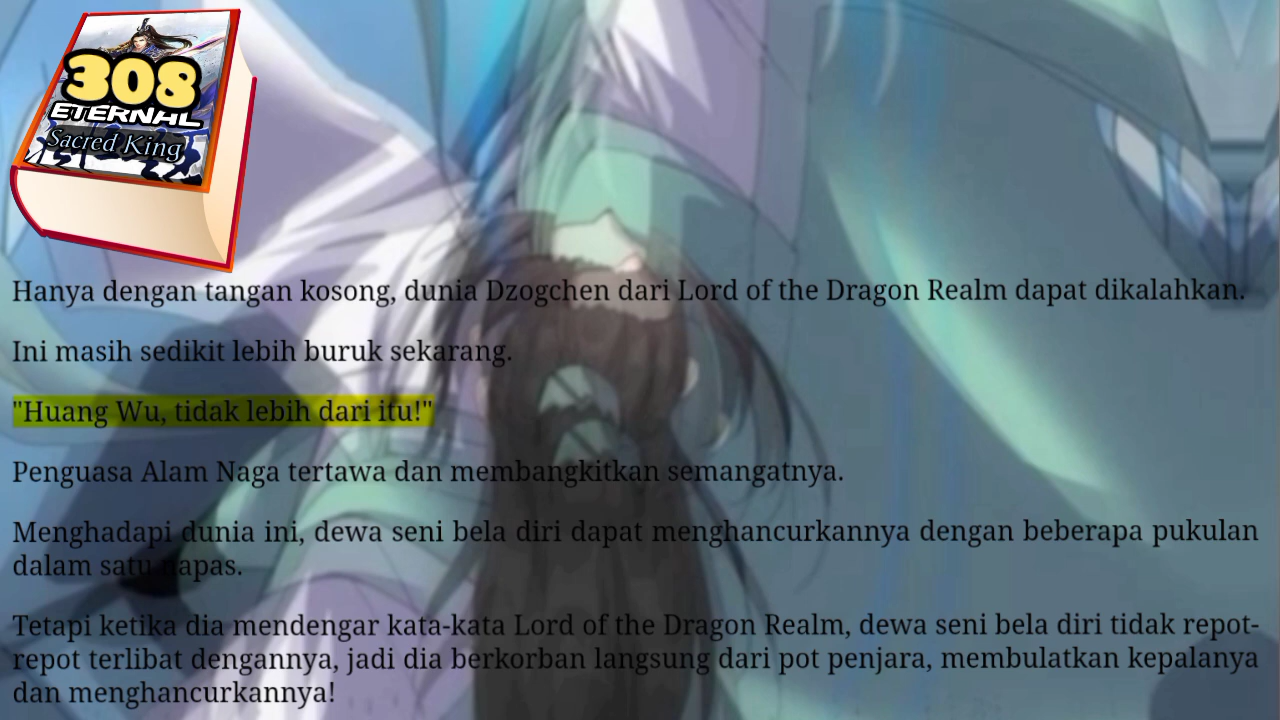 308
ETERNAL
Sacred King
Hanya dengan tangan kosong, dunia Dzogchen dari Lord of the Dragon Realm dapat dikalahkan.
Ini masih sedikit lebih buruk sekarang.
"Huang Wu, tidak lebih dari itu!"
Penguasa Alam Naga tertawa dan membangkitkan semangatnya.
Menghadapi dunia ini, dewa seni bela diri dapat menghancurkannya dengan beberapa pukulan
dalam satu napas.
Tetapi ketika dia mendengar kata-kata Lord of the Dragon Realm, dewa seni bela diri tidak repot-
repot terlibat dengannya, jadi dia berkorban langsung dari pot penjara, membulatkan kepalanya
dan menghancurkannya!